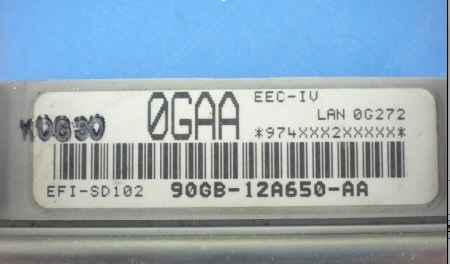 0GAA EEC-IV
LAN 0G272
*974XXX2XXXXX*
EFI-SD102 90GB-12A650-AA